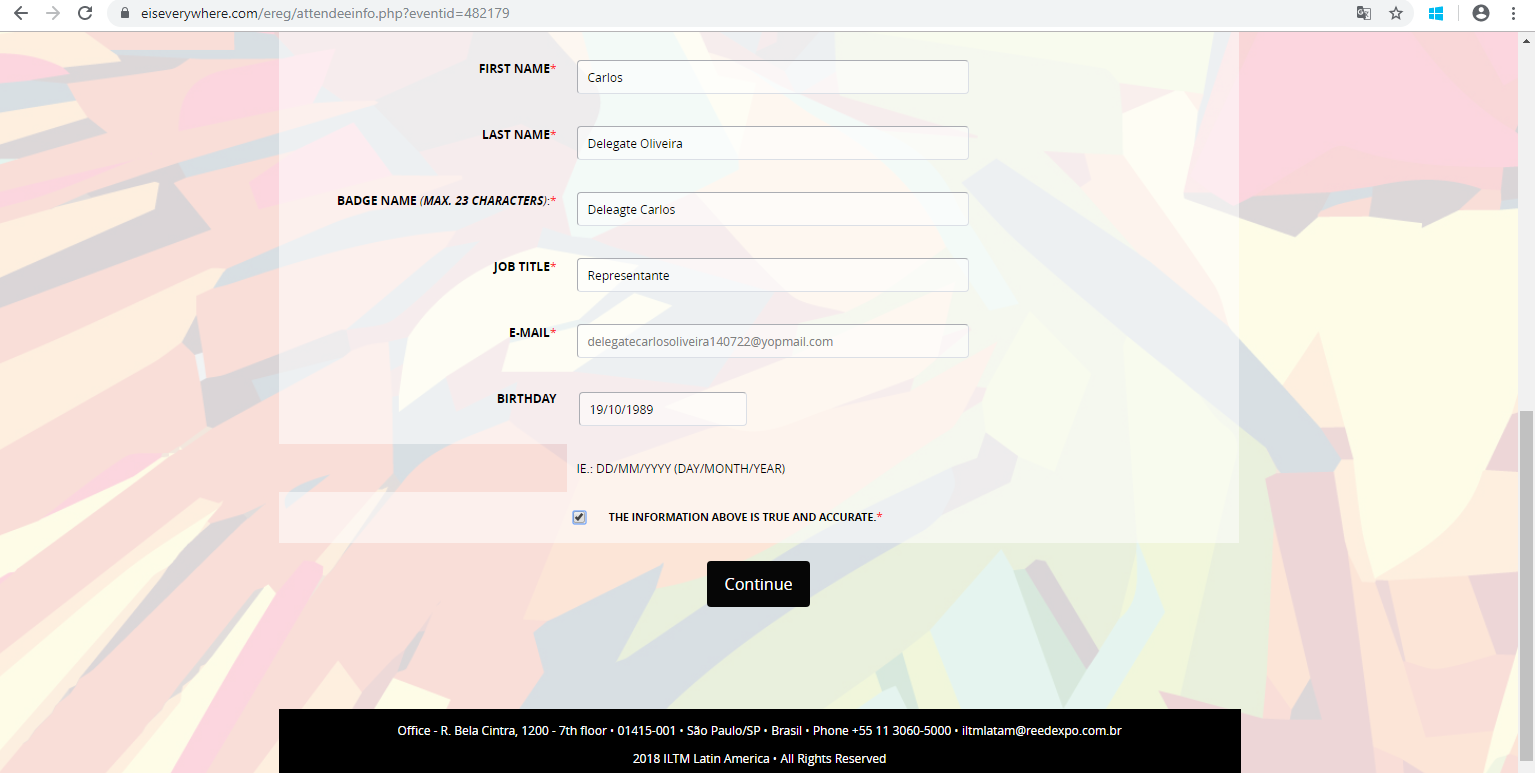 eiseverywhere.com/ereg/attendeeinfo.php?eventid=482179
FIRST NAME*
Carlos
LAST NAME*
Delegate Oliveira
BADGE NAME (MAX. 23 CHARACTERS):*
Deleagte Carlos
JOB TITLE*
Representante
E-MAIL*
delegatecarlosoliveira140722@yopmail.com
BIRTHDAY
19/10/1989
IE.: DD/MM/YYYY (DAY/MONTH/YEAR)
THE INFORMATION ABOVE IS TRUE AND ACCURATE.*
Continue
Office - R. Bela Cintra, 1200 - 7th floor • 01415-001 • São Paulo/SP • Brasil • Phone +55 11 3060-5000 • iltmlatam@reedexpo.com.br
2018 ILTM Latin America • All Rights Reserved